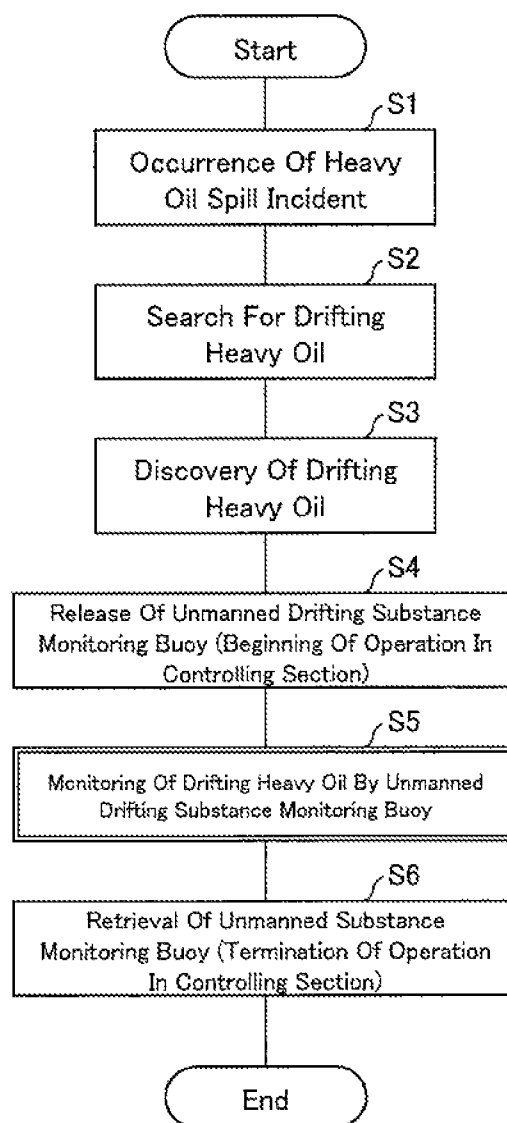 Start
S1
Occurrence Of Heavy
Oil Spill Incident
S2
Search For Drifting
Heavy Oil
S3
Discovery Of Drifting
Heavy Oil
S4
Release Of Unmanned Drifting Substance
Monitoring Buoy (Beginning Of Operation In
Controlling Section)
S5
Monitoring Of Drifting Heavy Oil By Unmanned
Drifting Substance Monitoring Buoy
S6
Retrieval Of Unmanned Substance
Monitoring Buoy (Termination Of Operation
In Controlling Section)
End